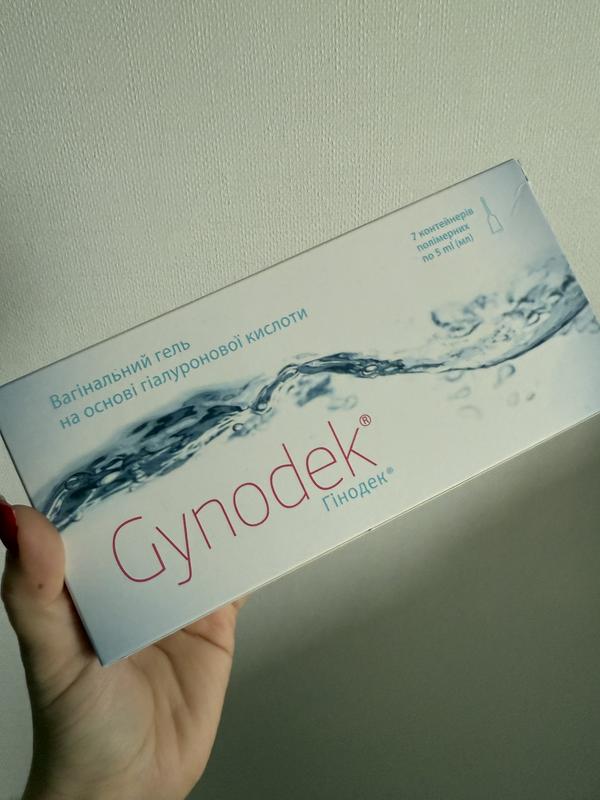 7 контейнерів
полімерних
по 5 ml (мл)
Вагінальний гель
на основі гіалуронової кислоти
Gynodek®
Гінодек®